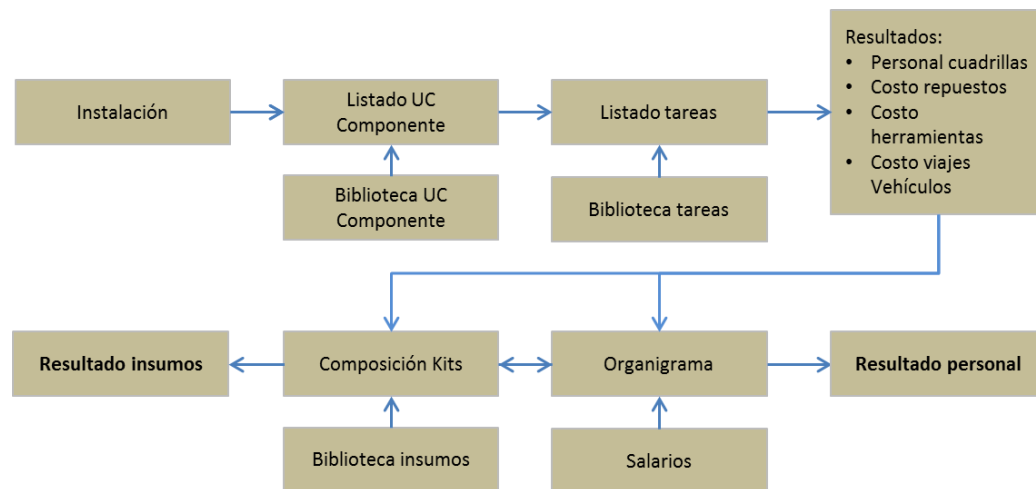 Instalación
Listado UC
Componente
Listado tareas
Resultados:
• Personal cuadrillas
• Costo repuestos
• Costo
herramientas
• Costo viajes
Vehículos
Biblioteca UC
Componente
Biblioteca tareas
Resultado insumos
Composición Kits
Organigrama
Resultado personal
Biblioteca insumos
Salarios